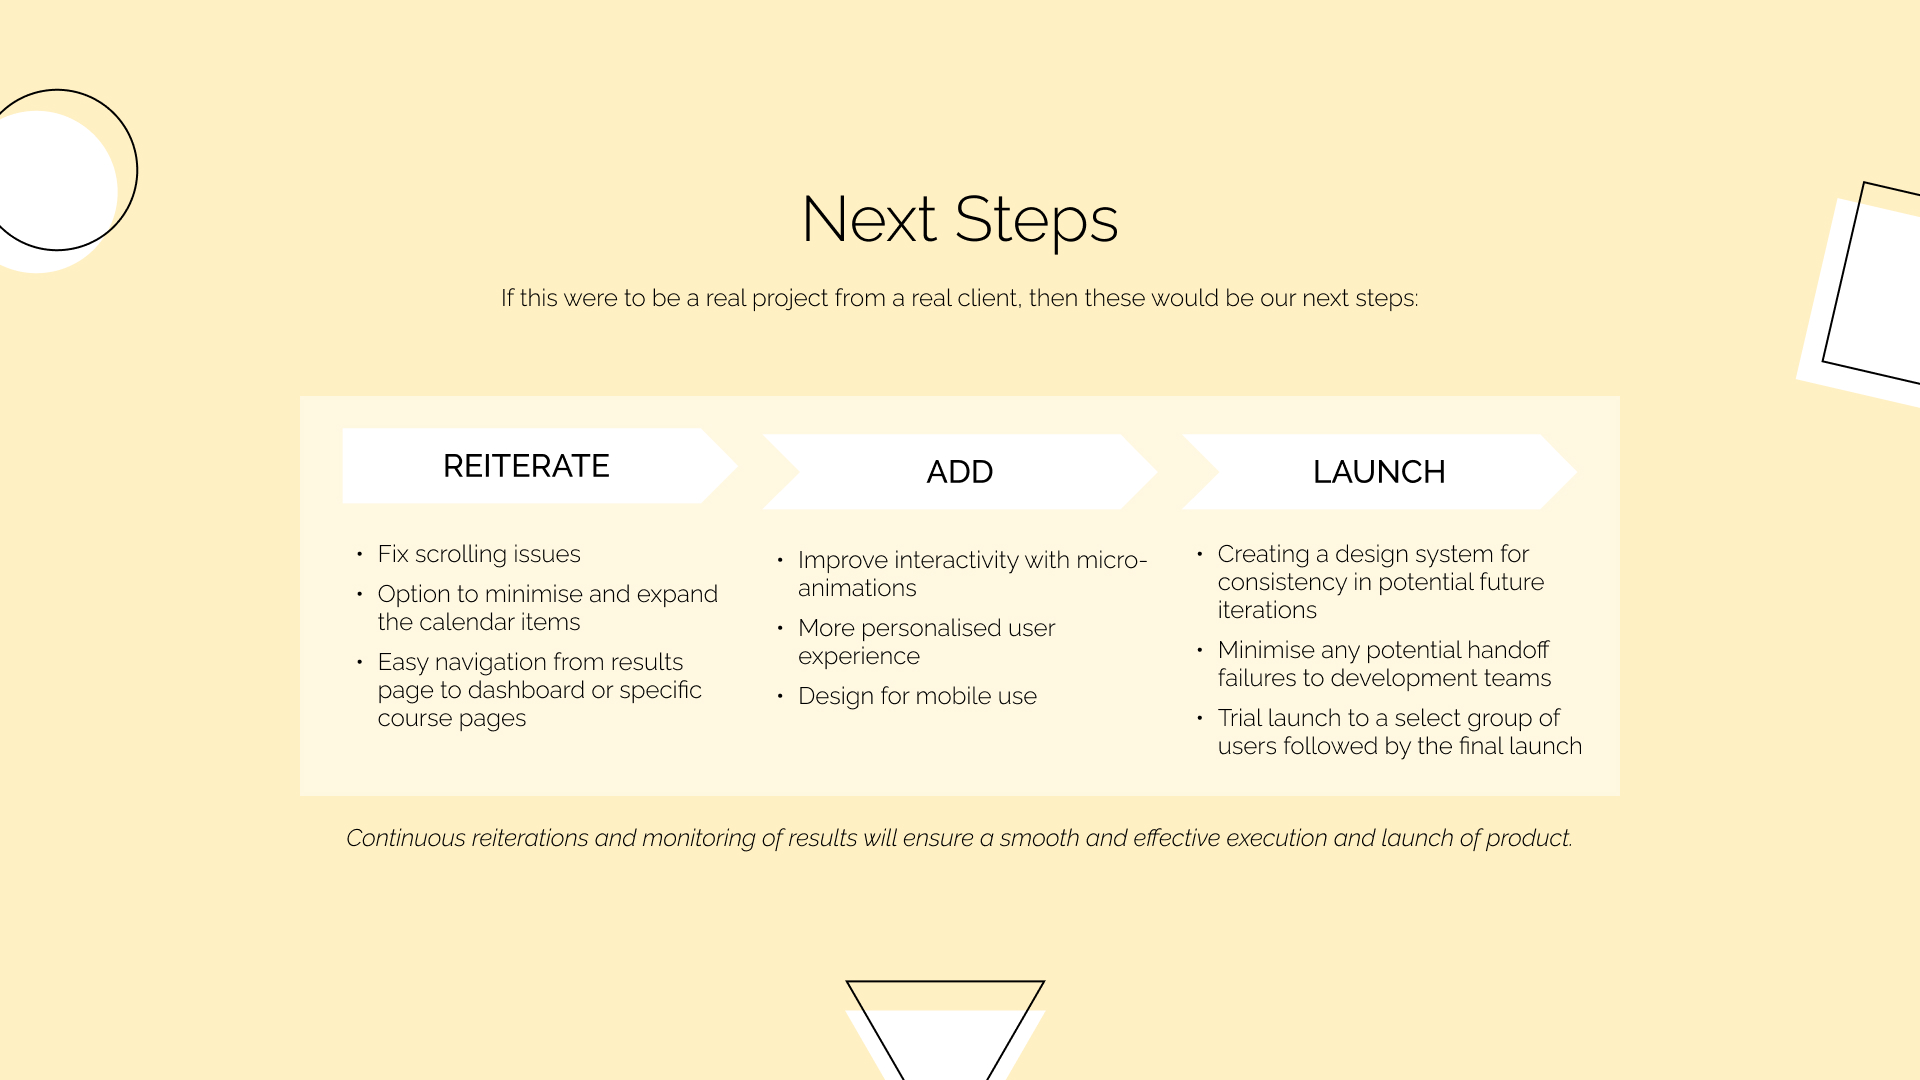 Next Steps
If this were to be a real project from a real client, then these would be our next steps:
REITERATE
• Fix scrolling issues
• Option to minimise and expand
the calendar items
• Easy navigation from results
page to dashboard or specific
course pages
ADD
• Improve interactivity with micro-
animations
• More personalised user
experience
• Design for mobile use
LAUNCH
• Creating a design system for
consistency in potential future
iterations
• Minimise any potential handoff
failures to development teams
• Trial launch to a select group of
users followed by the final launch
Continuous reiterations and monitoring of results will ensure a smooth and effective execution and launch of product.